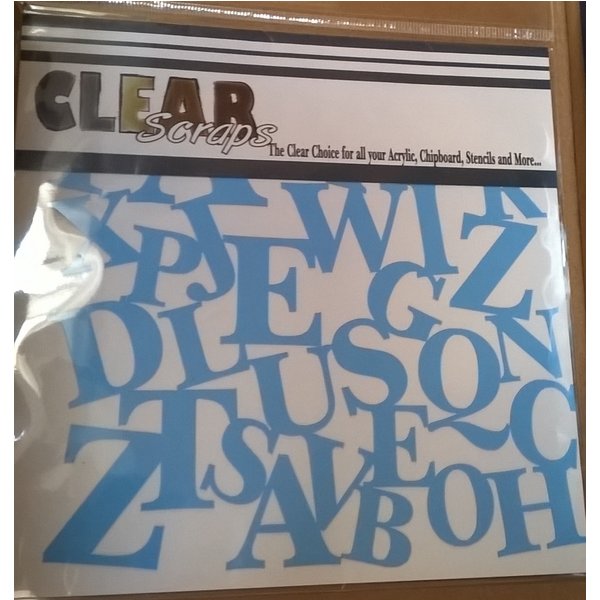 CLEAR
Scraps
The Clear Choice for all your Acrylic, Chipboard, Stencils and More...
K P J E W I Z
D L U S G Q N
Z T S A V E B O H C